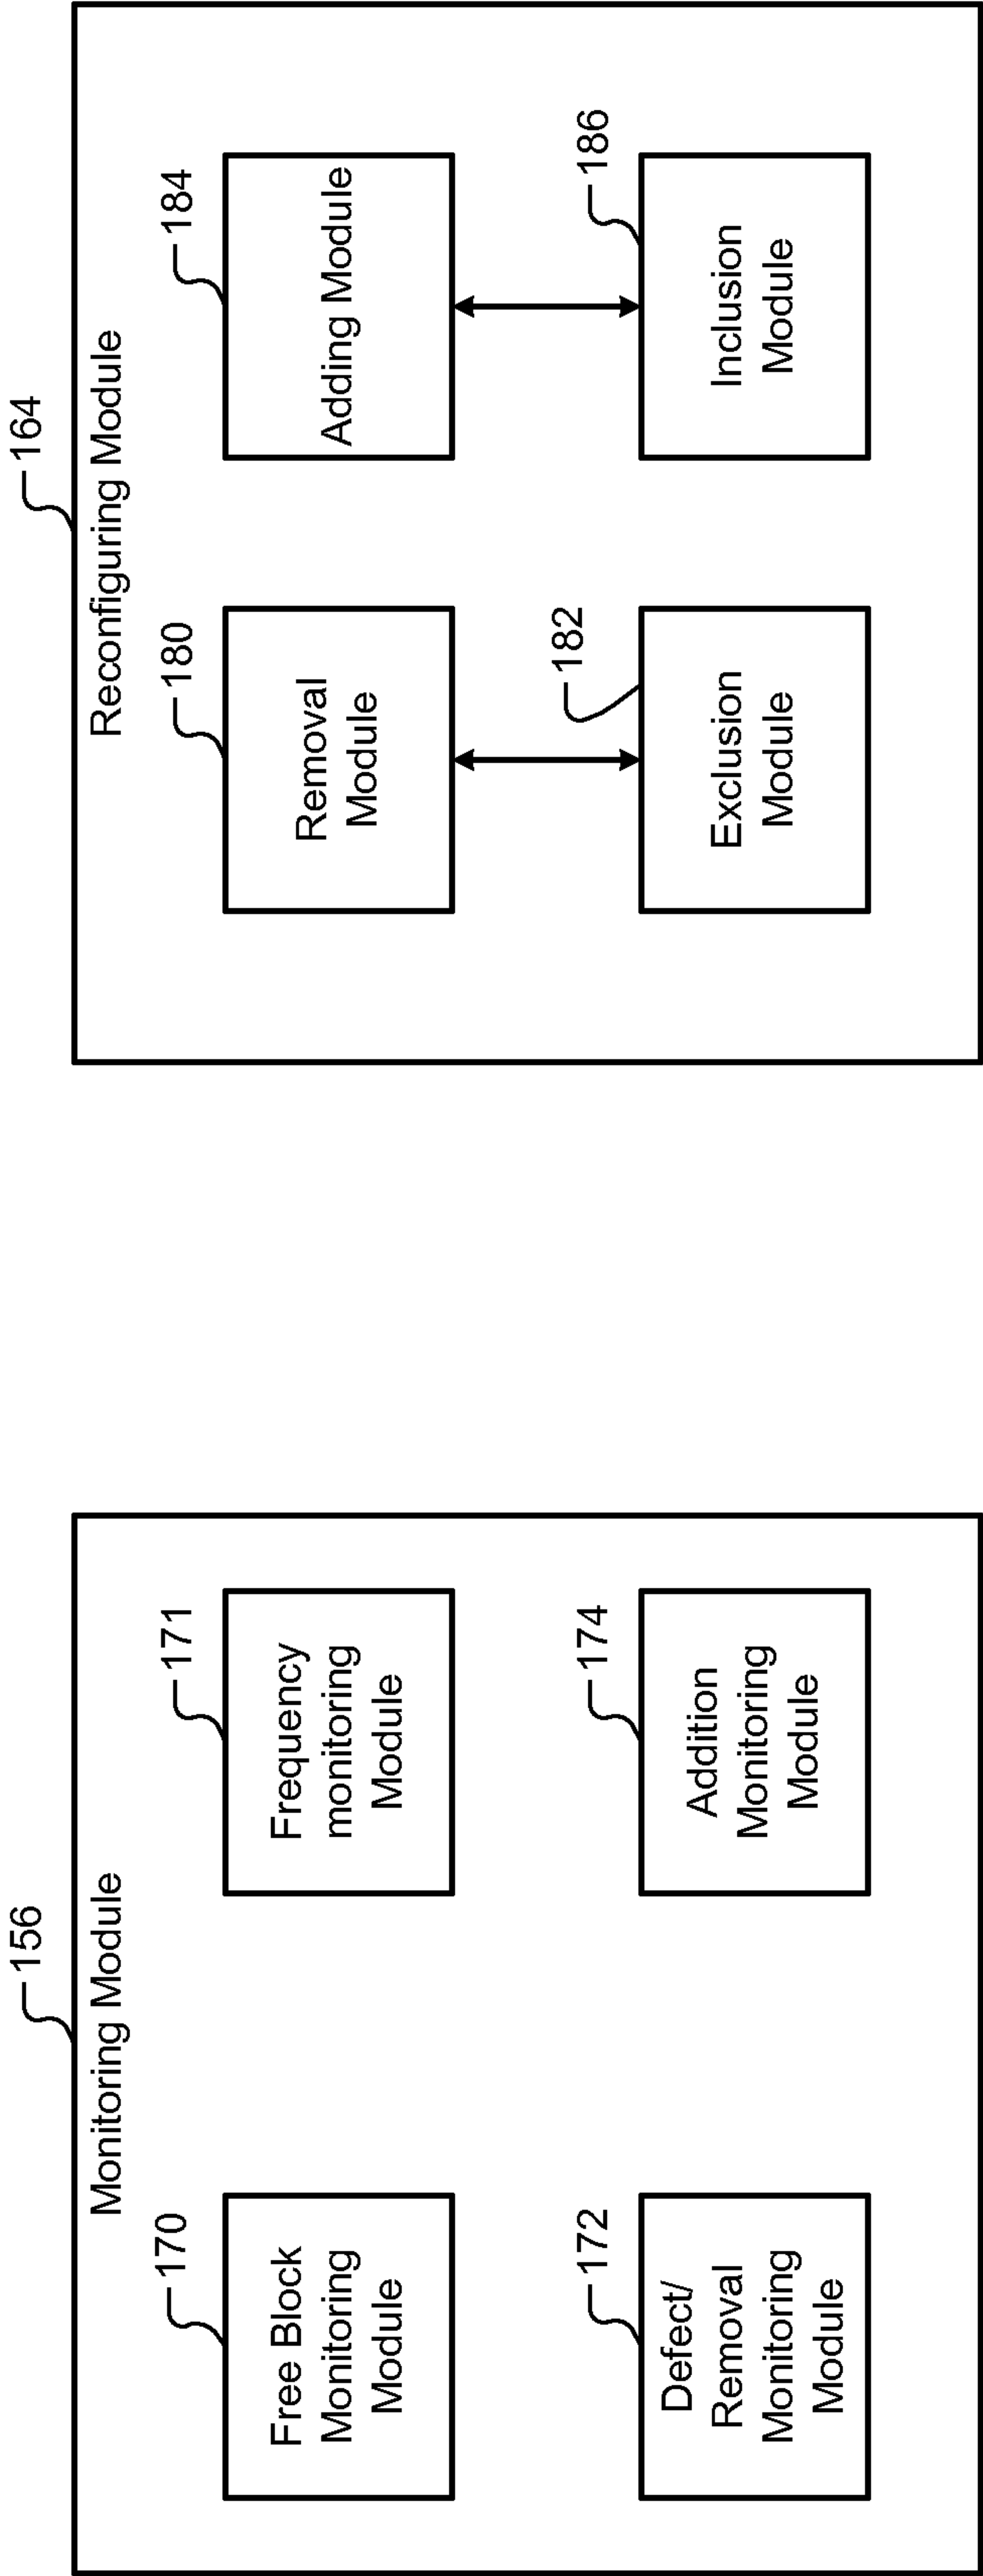 156
Monitoring Module
170
Free Block
Monitoring
Module
171
Frequency
monitoring
Module
172
Defect/
Removal
Monitoring
Module
174
Addition
Monitoring
Module
164
Reconfiguring Module
180
Removal
Module
184
Adding Module
182
Exclusion
Module
186
Inclusion
Module